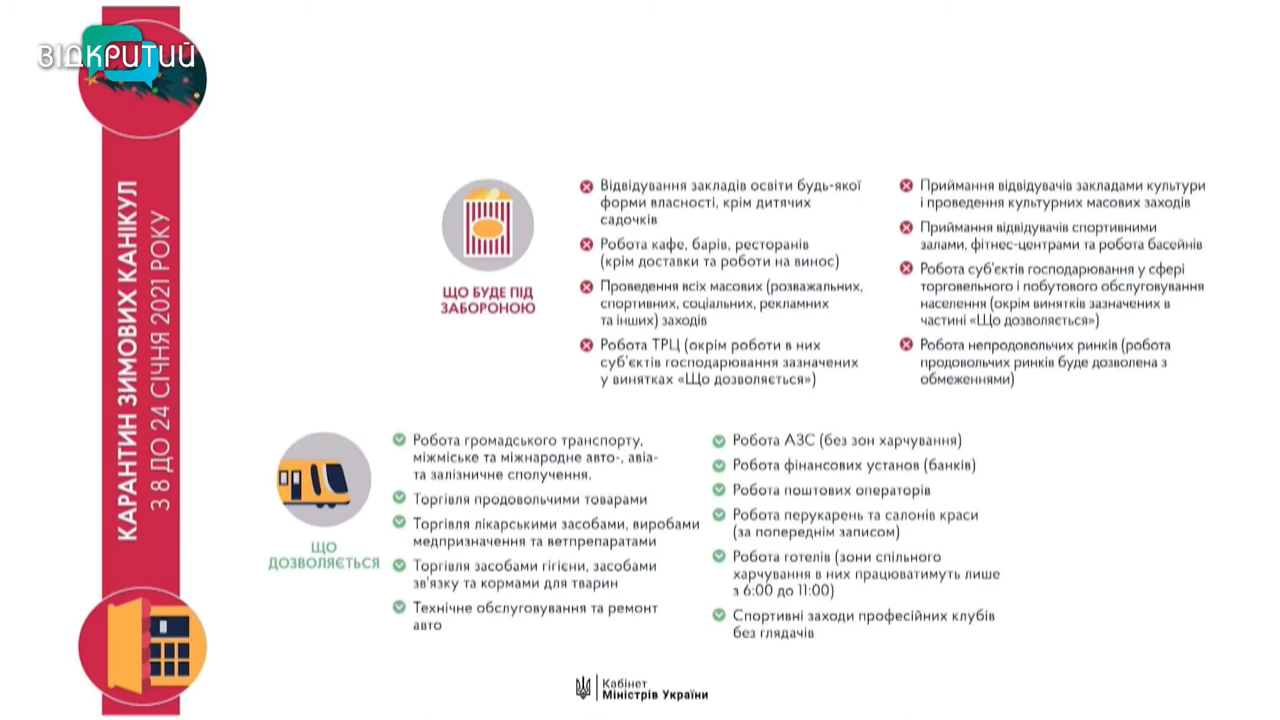 ВІДКРИТИЙ
КАРАНТИН ЗИМОВИХ КАНІКУЛ
З 8 ДО 24 СІЧНЯ 2021 РОКУ
ЩО БУДЕ ПІД
ЗАБОРОНОЮ
Відвідування закладів освіти будь-якої
форми власності, крім дитячих
садочків
Робота кафе, барів, ресторанів
(крім доставки та роботи на винос)
Проведення всіх масових (розважальних,
спортивних, соціальних, рекламних
та інших) заходів
Робота ТРЦ (окрім роботи в них
суб'єктів господарювання зазначених
у винятках «Що дозволяється»)
Приймання відвідувачів закладами культури
і проведення культурних масових заходів
Приймання відвідувачів спортивними
залами, фітнес-центрами та робота басейнів
Робота суб'єктів господарювання у сфері
торговельного і побутового обслуговування
населення (окрім винятків зазначених в
частині «Що дозволяється»)
Робота непродовольчих ринків (робота
продовольчих ринків буде дозволена з
обмеженнями)
ЩО
ДОЗВОЛЯЄТЬСЯ
Робота громадського транспорту,
міжміське та міжнародне авто-, авіа-
та залізничне сполучення.
Торгівля продовольчими товарами
Торгівля лікарськими засобами, виробами
медпризначення та ветпрепаратами
Торгівля засобами гігієни, засобами
зв'язку та кормами для тварин
Технічне обслуговування та ремонт
авто
Робота АЗС (без зон харчування)
Робота фінансових установ (банків)
Робота поштових операторів
Робота перукарень та салонів краси
(за попереднім записом)
Робота готелів (зони спільного
харчування в них працюватимуть лише
з 6:00 до 11:00)
Спортивні заходи професійних клубів
без глядачів
Кабінет
Міністрів України